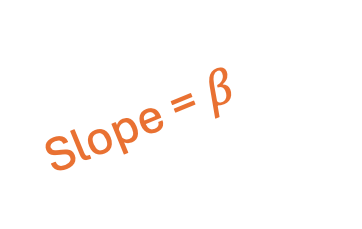 Slope = β